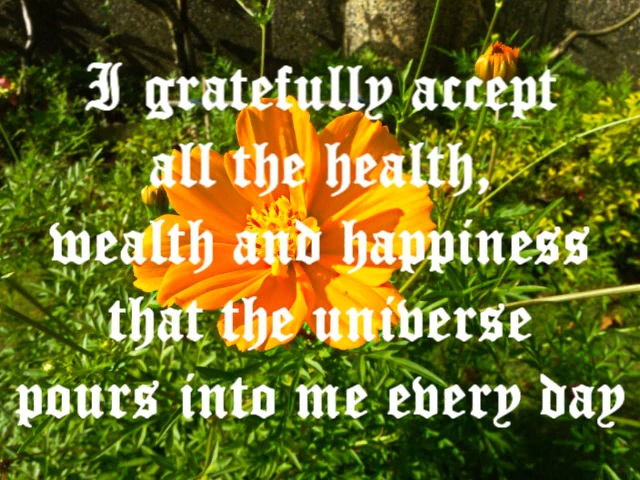 I gratefully accept
all the health,
wealth and happiness
that the universe
pours into me every day